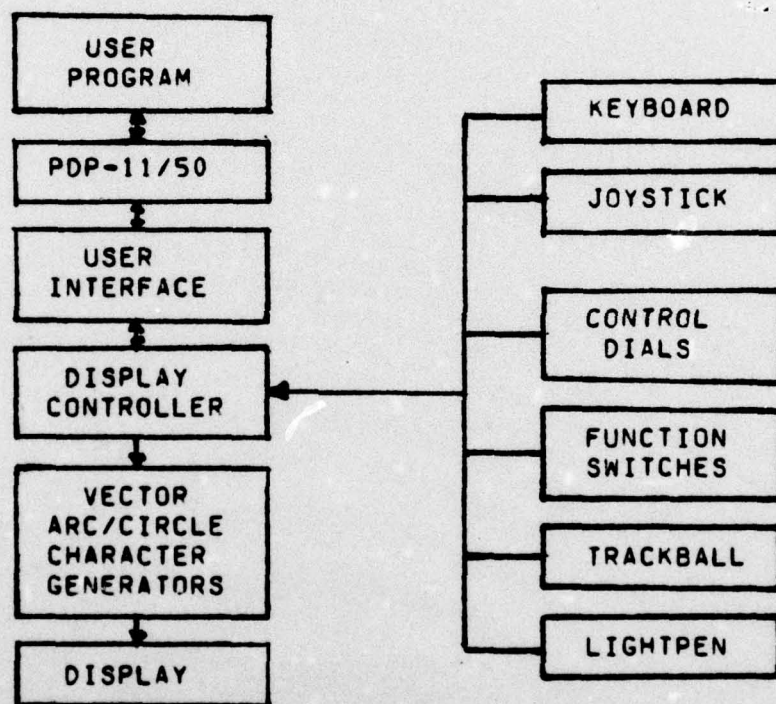 USER
PROGRAM
PDP-11/50
USER
INTERFACE
DISPLAY
CONTROLLER
VECTOR
ARC/CIRCLE
CHARACTER
GENERATORS
DISPLAY
KEYBOARD
JOYSTICK
CONTROL
DIALS
FUNCTION
SWITCHES
TRACKBALL
LIGHTPEN